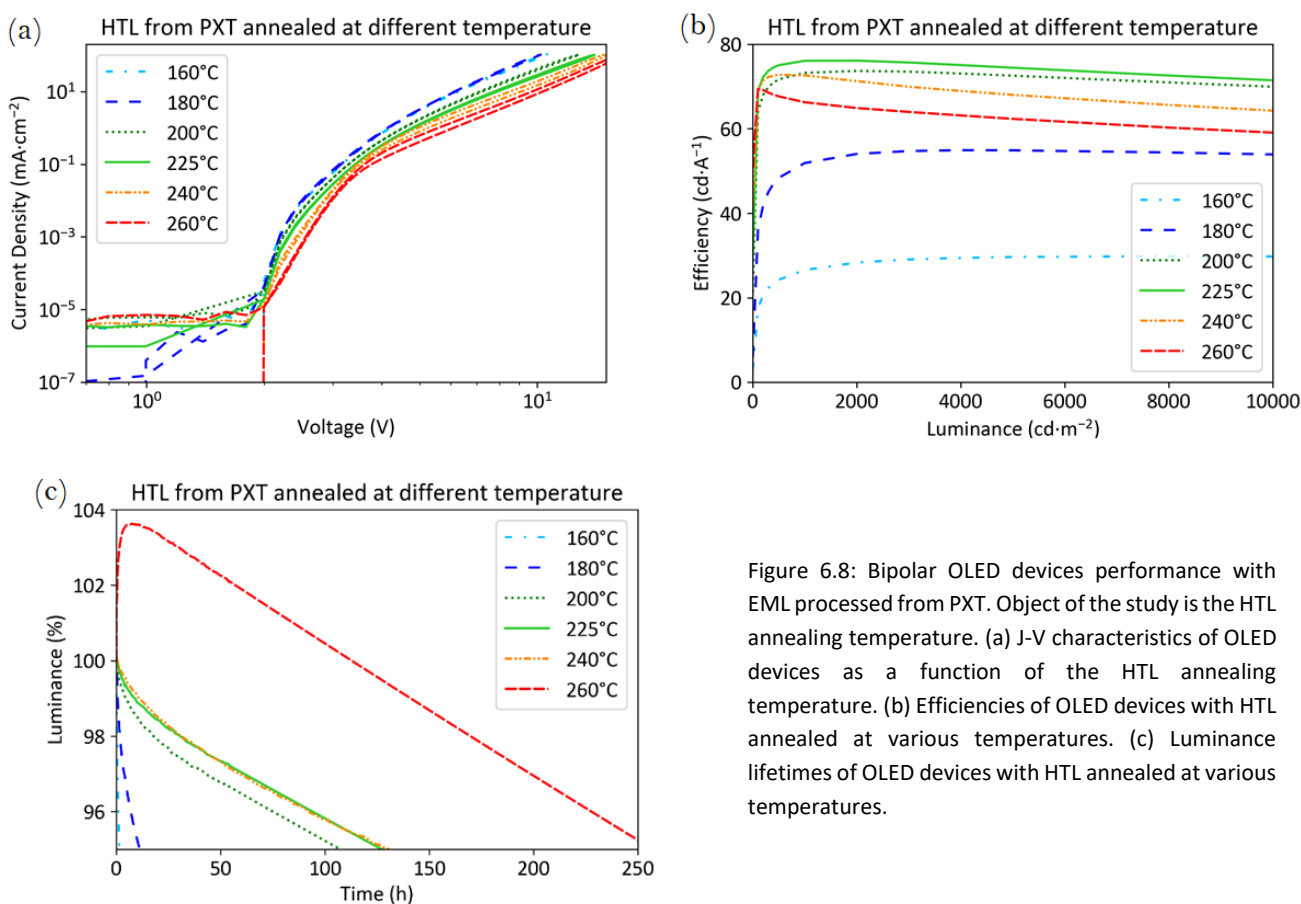 (a)
HTL from PXT annealed at different temperature
160°C
180°C
200°C
225°C
240°C
260°C
10¹
10⁻¹
10⁻³
10⁻⁵
10⁻⁷
Current Density (mA·cm⁻²)
10⁰
10¹
Voltage (V)
(b)
HTL from PXT annealed at different temperature
80
60
40
20
0
Efficiency (cd·A⁻¹)
160°C
180°C
200°C
225°C
240°C
260°C
0
2000
4000
6000
8000
10000
Luminance (cd·m⁻²)
(c)
HTL from PXT annealed at different temperature
104
102
100
98
96
Luminance (%)
160°C
180°C
200°C
225°C
240°C
260°C
0
50
100
150
200
250
Time (h)
Figure 6.8: Bipolar OLED devices performance with
EML processed from PXT. Object of the study is the HTL
annealing temperature. (a) J-V characteristics of OLED
devices as a function of the HTL annealing
temperature. (b) Efficiencies of OLED devices with HTL
annealed at various temperatures. (c) Luminance
lifetimes of OLED devices with HTL annealed at various
temperatures.